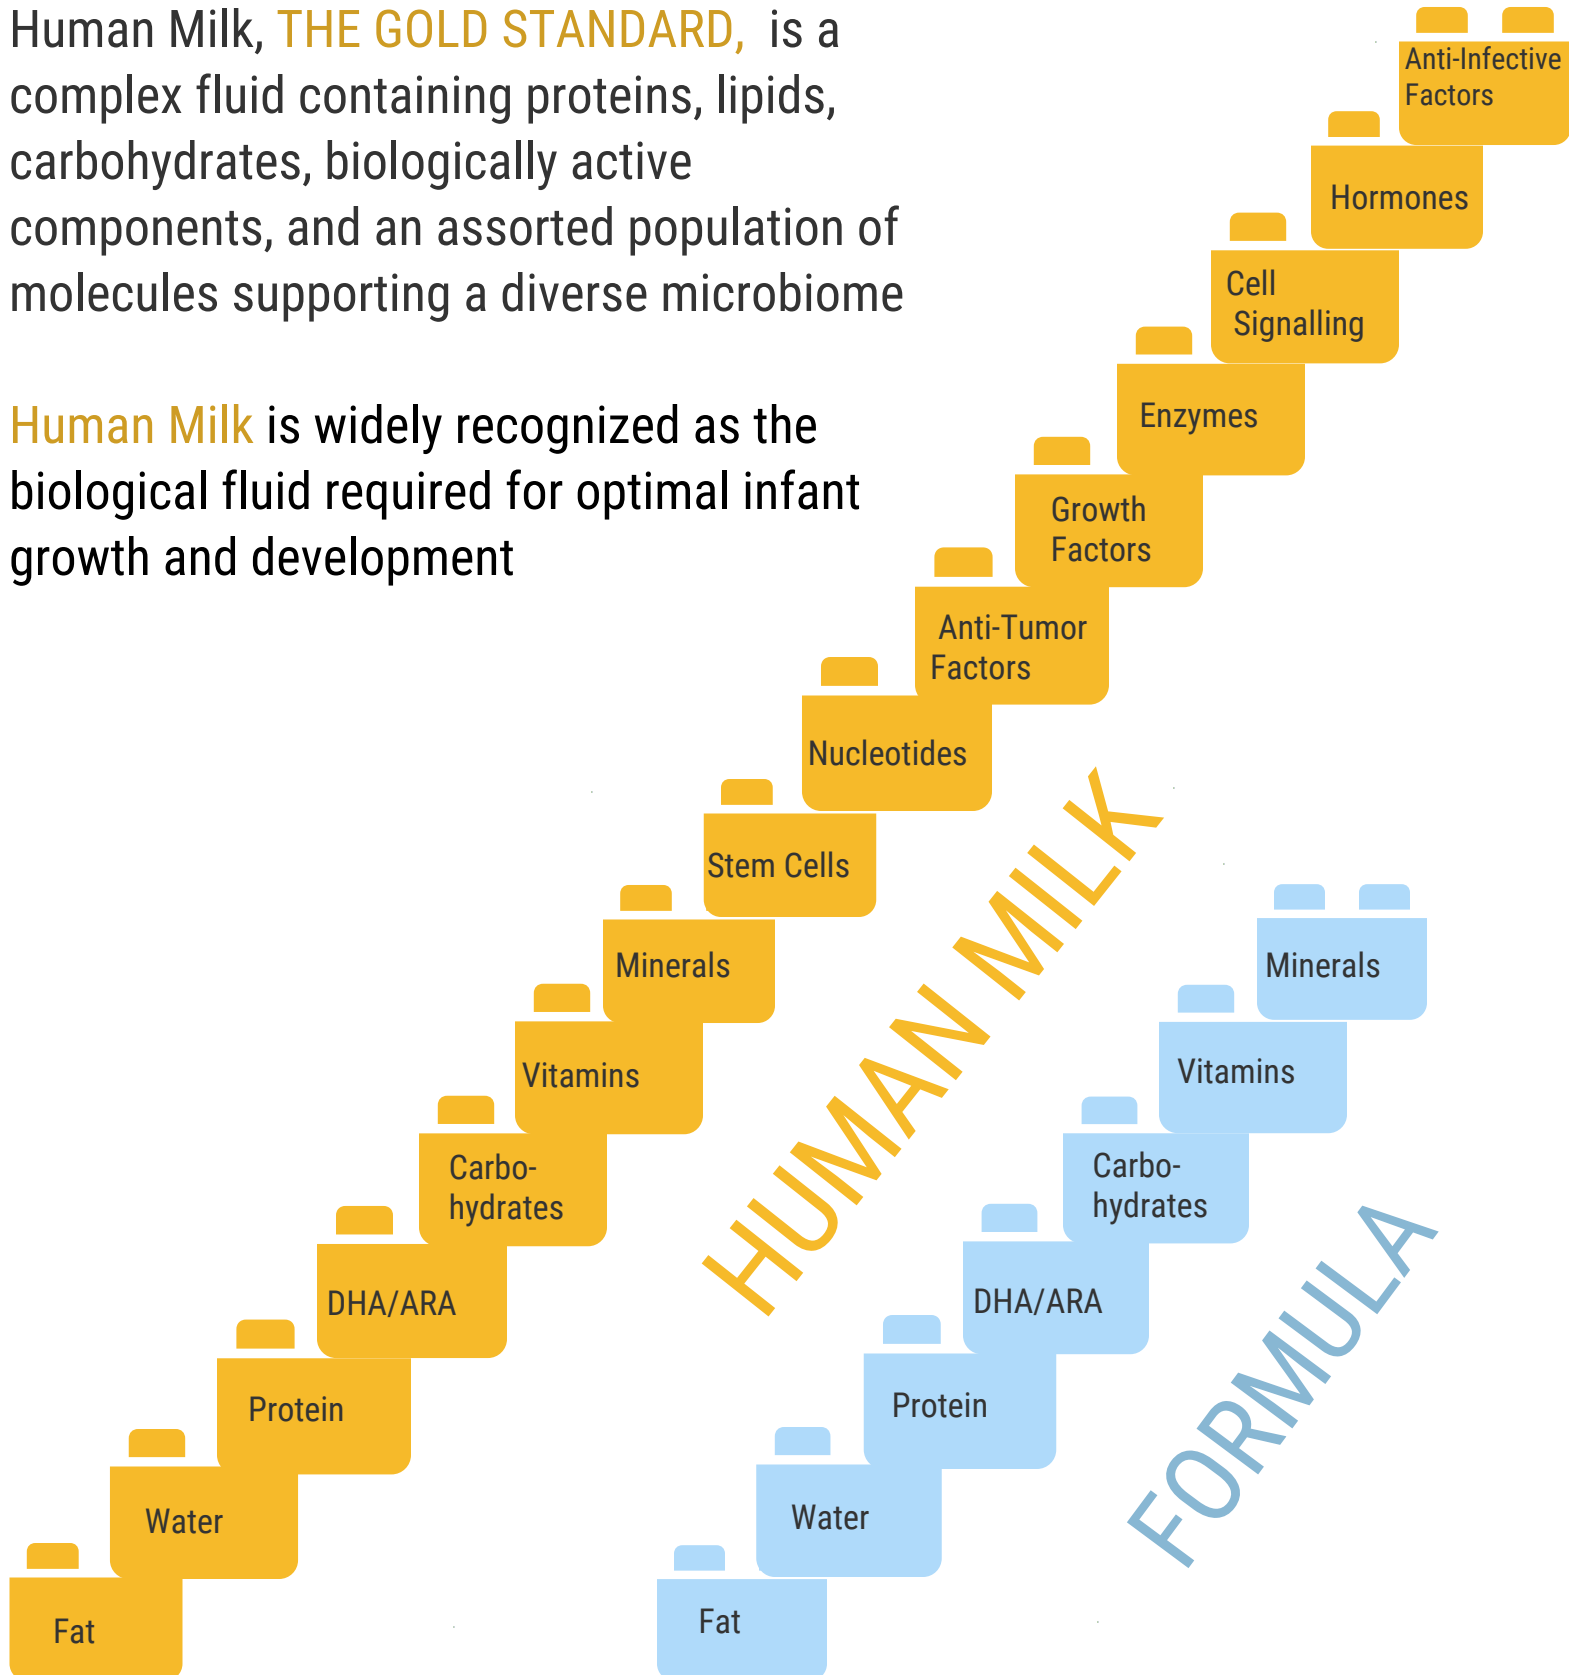 Human Milk, THE GOLD STANDARD, is a
complex fluid containing proteins, lipids,
carbohydrates, biologically active
components, and an assorted population of
molecules supporting a diverse microbiome
Human Milk is widely recognized as the
biological fluid required for optimal infant
growth and development
Anti-Infective
Factors
Hormones
Cell
Signalling
Enzymes
Growth
Factors
Anti-Tumor
Factors
Nucleotides
Stem Cells
Minerals
Vitamins
Carbo-
hydrates
DHA/ARA
Protein
Water
Fat
HUMAN MILK
Minerals
Vitamins
Carbo-
hydrates
DHA/ARA
Protein
Water
Fat
FORMULA